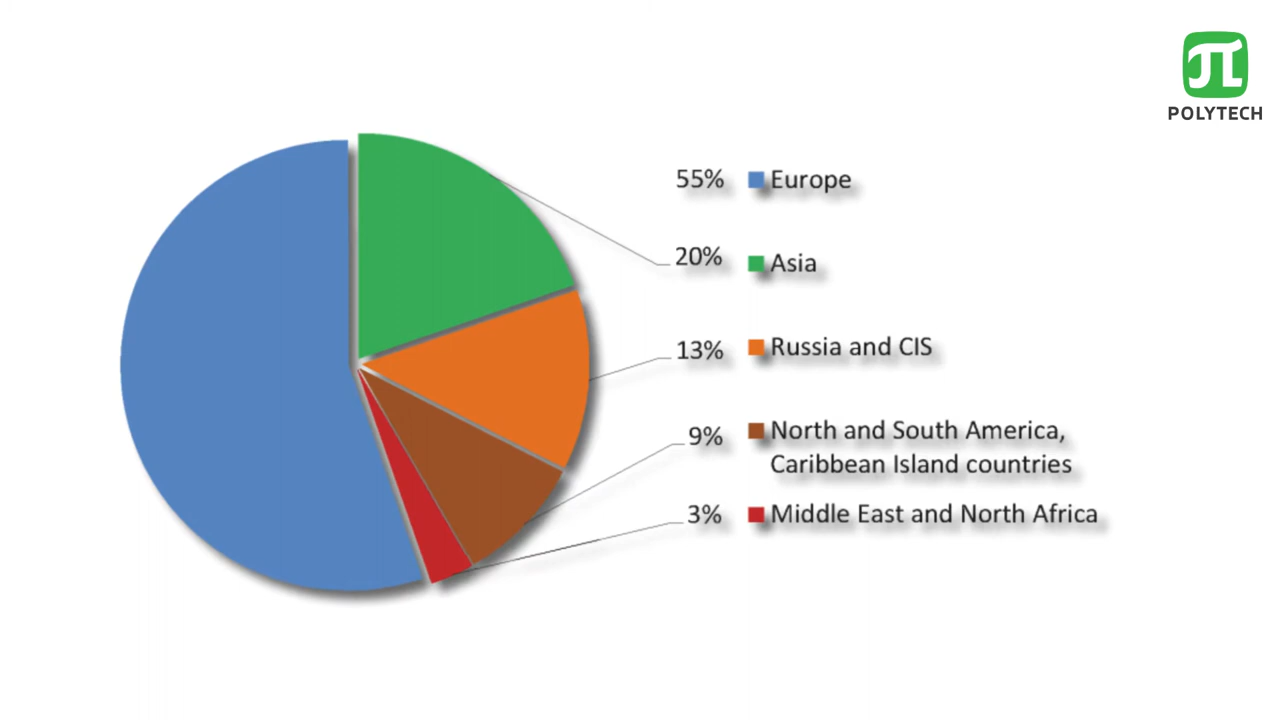 POLYTECH
55% Europe
20% Asia
13% Russia and CIS
9% North and South America,
Caribbean Island countries
3% Middle East and North Africa